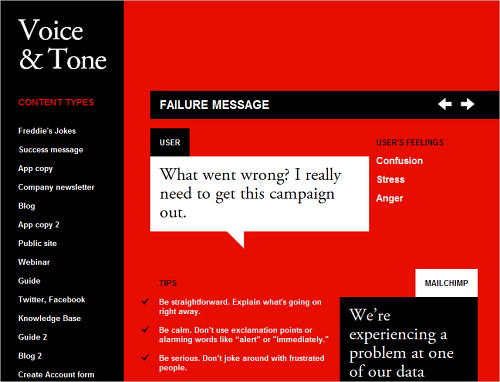 Voice
& Tone
CONTENT TYPES
Freddie's Jokes
Success message
App copy
Company newsletter
Blog
App copy 2
Public site
Webinar
Guide
Twitter, Facebook
Knowledge Base
Guide 2
Blog 2
Create Account form
FAILURE MESSAGE
USER
What went wrong? I really
need to get this campaign
out.
USER'S FEELINGS
Confusion
Stress
Anger
TIPS
Be straightforward. Explain what's going on
right away.
Be calm. Don't use exclamation points or
alarming words like "alert" or "immediately."
Be serious. Don't joke around with frustrated
people.
MAILCHIMP
We're
experiencing a
problem at one
of our data